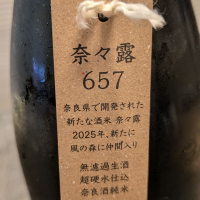 奈々露
657
奈良県で開発された
新たな酒米 奈々露
2025年、新たに
風の森に仲間入り
無濾過生酒
超硬水仕込
奈良酒純米